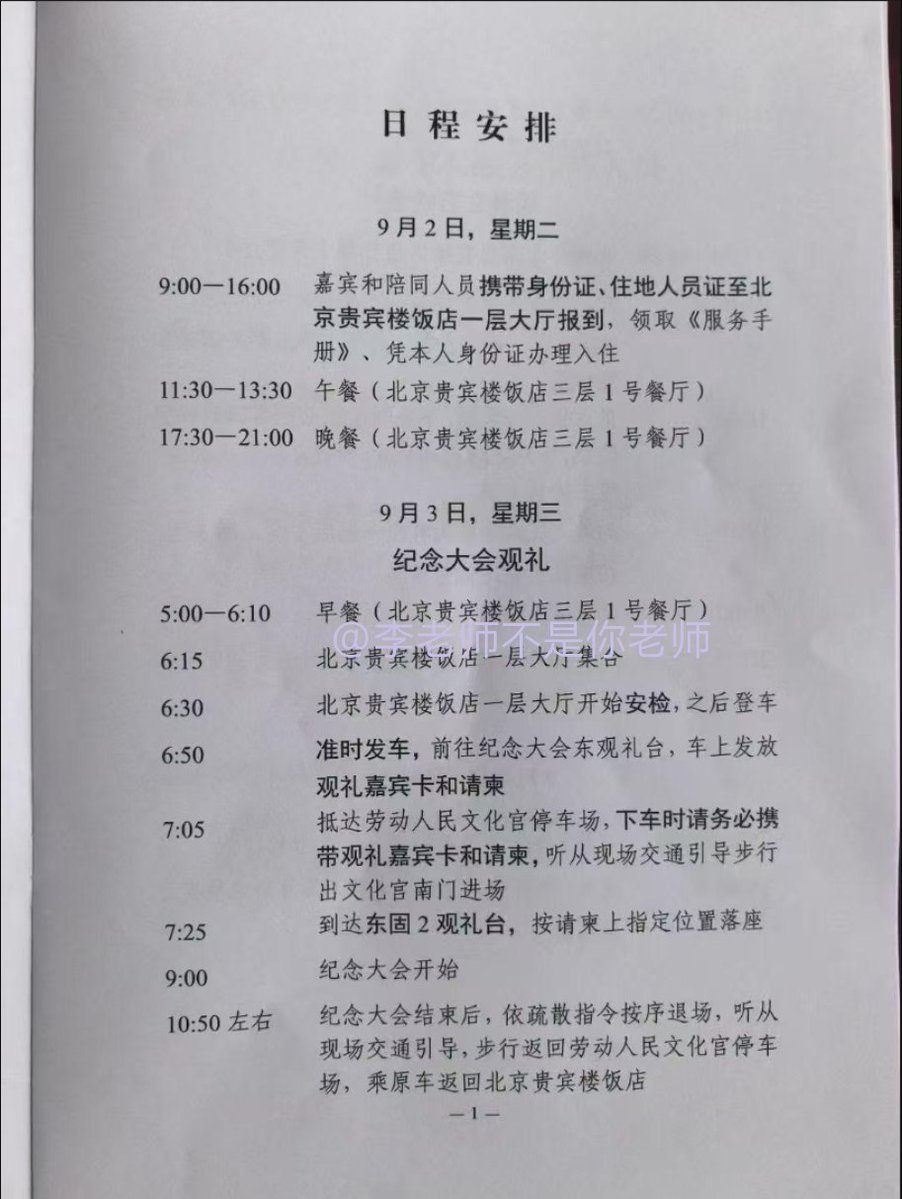 日程安排
9月2日，星期二
9:00—16:00 嘉宾和陪同人员携带身份证、住地人员证至北
京贵宾楼饭店一层大厅报到，领取《服务手
册》、凭本人身份证办理入住
11:30—13:30 午餐（北京贵宾楼饭店三层1号餐厅）
17:30—21:00 晚餐（北京贵宾楼饭店三层1号餐厅）
9月3日，星期三
纪念大会观礼
5:00—6:10 早餐（北京贵宾楼饭店三层1号餐厅）
@李老师不是你老师
6:15 北京贵宾楼饭店一层大厅集合
6:30 北京贵宾楼饭店一层大厅开始安检，之后登车
6:50 准时发车，前往纪念大会东观礼台，车上发放
观礼嘉宾卡和请柬
7:05 抵达劳动人民文化宫停车场，下车时请务必携
带观礼嘉宾卡和请柬，听从现场交通引导步行
出文化宫南门进场
7:25 到达东固2观礼台，按请柬上指定位置落座
9:00 纪念大会开始
10:50左右 纪念大会结束后，依疏散指令按序退场，听从
现场交通引导，步行返回劳动人民文化宫停车
场，乘原车返回北京贵宾楼饭店
—1—